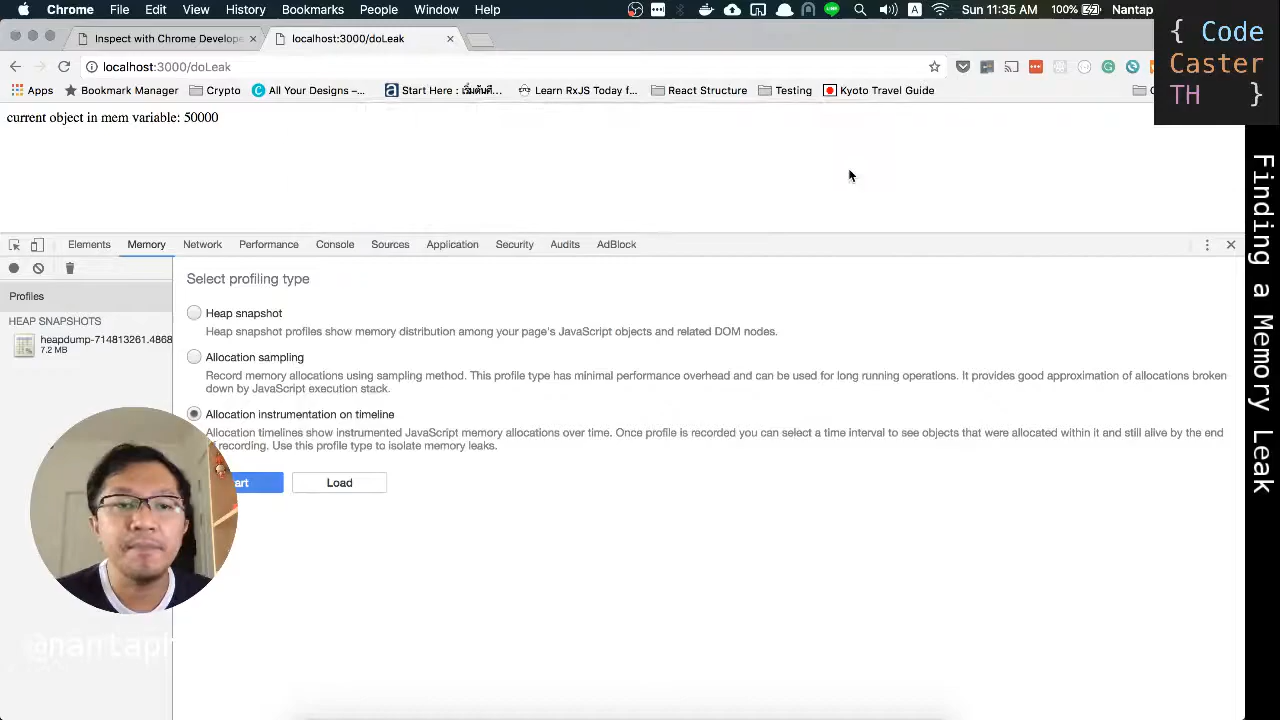 Chrome File Edit View History Bookmarks People Window Help
A Sun 11:35 AM 100% Nantap
{ Code
Caster
TH }
Inspect with Chrome Develope
localhost:3000/doLeak
localhost:3000/doLeak
Apps Bookmark Manager Crypto All Your Designs –... Start Here : เริ่มต้นที่... Learn RxJS Today f... React Structure Testing Kyoto Travel Guide
current object in mem variable: 50000
Elements Memory Network Performance Console Sources Application Security Audits AdBlock
Profiles
HEAP SNAPSHOTS
heapdump-714813261.4868
7.2 MB
Select profiling type
Heap snapshot
Heap snapshot profiles show memory distribution among your page's JavaScript objects and related DOM nodes.
Allocation sampling
Record memory allocations using sampling method. This profile type has minimal performance overhead and can be used for long running operations. It provides good approximation of allocations broken
down by JavaScript execution stack.
Allocation instrumentation on timeline
Allocation timelines show instrumented JavaScript memory allocations over time. Once profile is recorded you can select a time interval to see objects that were allocated within it and still alive by the end
recording. Use this profile type to isolate memory leaks.
art Load
@nantaph
Finding a Memory Leak